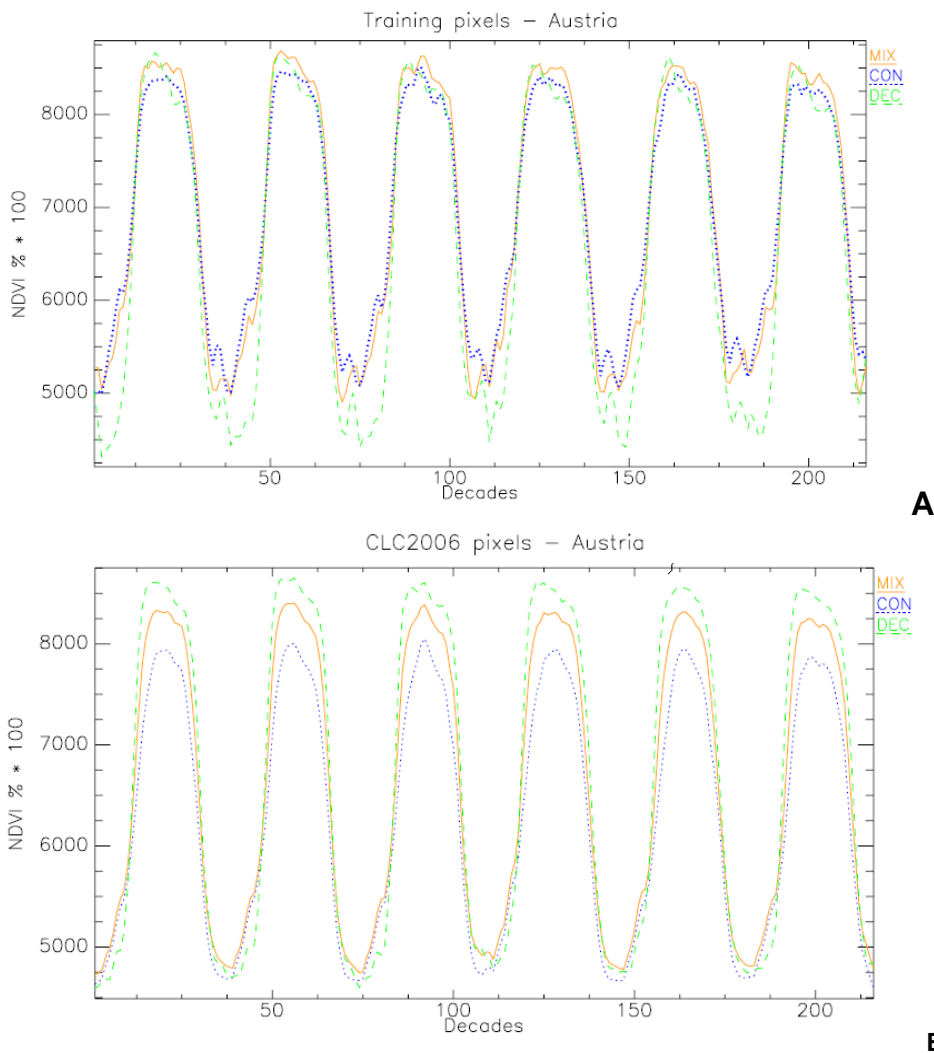 Training pixels – Austria
MIX
CON
DEC
8000
7000
6000
5000
NDVI % * 100
50
100
150
200
Decades
A
CLC2006 pixels – Austria
MIX
CON
DEC
8000
7000
6000
5000
NDVI % * 100
50
100
150
200
Decades